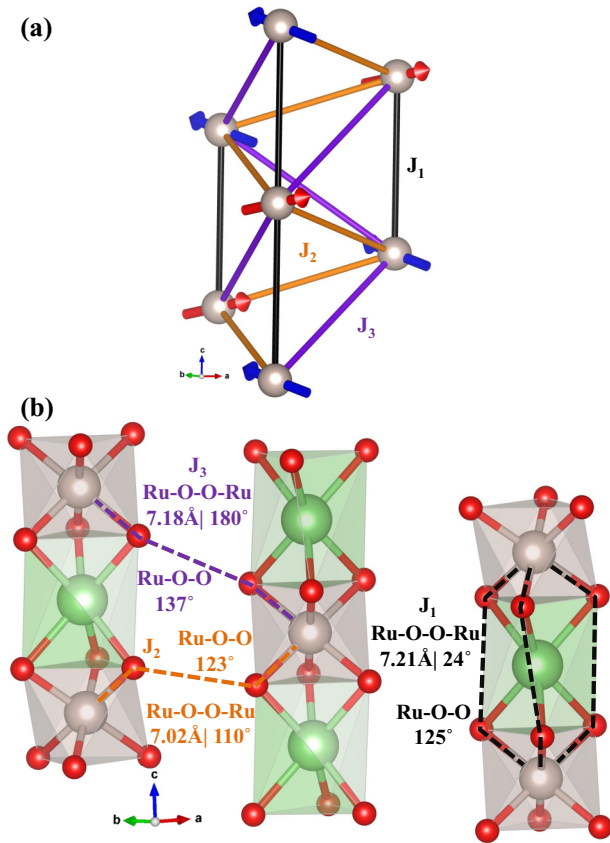 (a)
J₁
J₂
J₃
c
b
a
(b)
J₃
Ru-O-O-Ru
7.18Å| 180°
Ru-O-O
137°
J₂
Ru-O-O
123°
Ru-O-O-Ru
7.02Å| 110°
J₁
Ru-O-O-Ru
7.21Å| 24°
Ru-O-O
125°
c
b
a